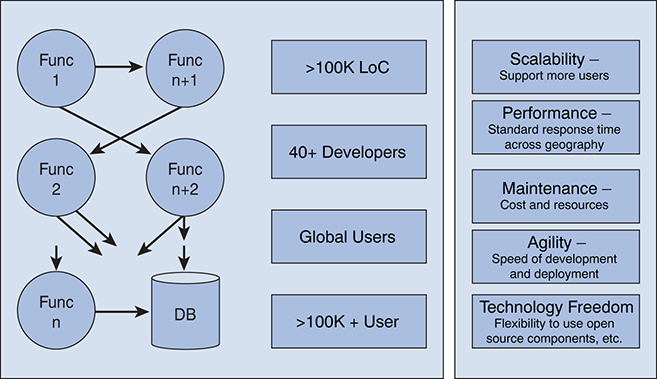 Func
1
Func
n+1
Func
2
Func
n+2
Func
n
DB
>100K LoC
40+ Developers
Global Users
>100K + User
Scalability –
Support more users
Performance –
Standard response time
across geography
Maintenance –
Cost and resources
Agility –
Speed of development
and deployment
Technology Freedom
Flexibility to use open
source components, etc.